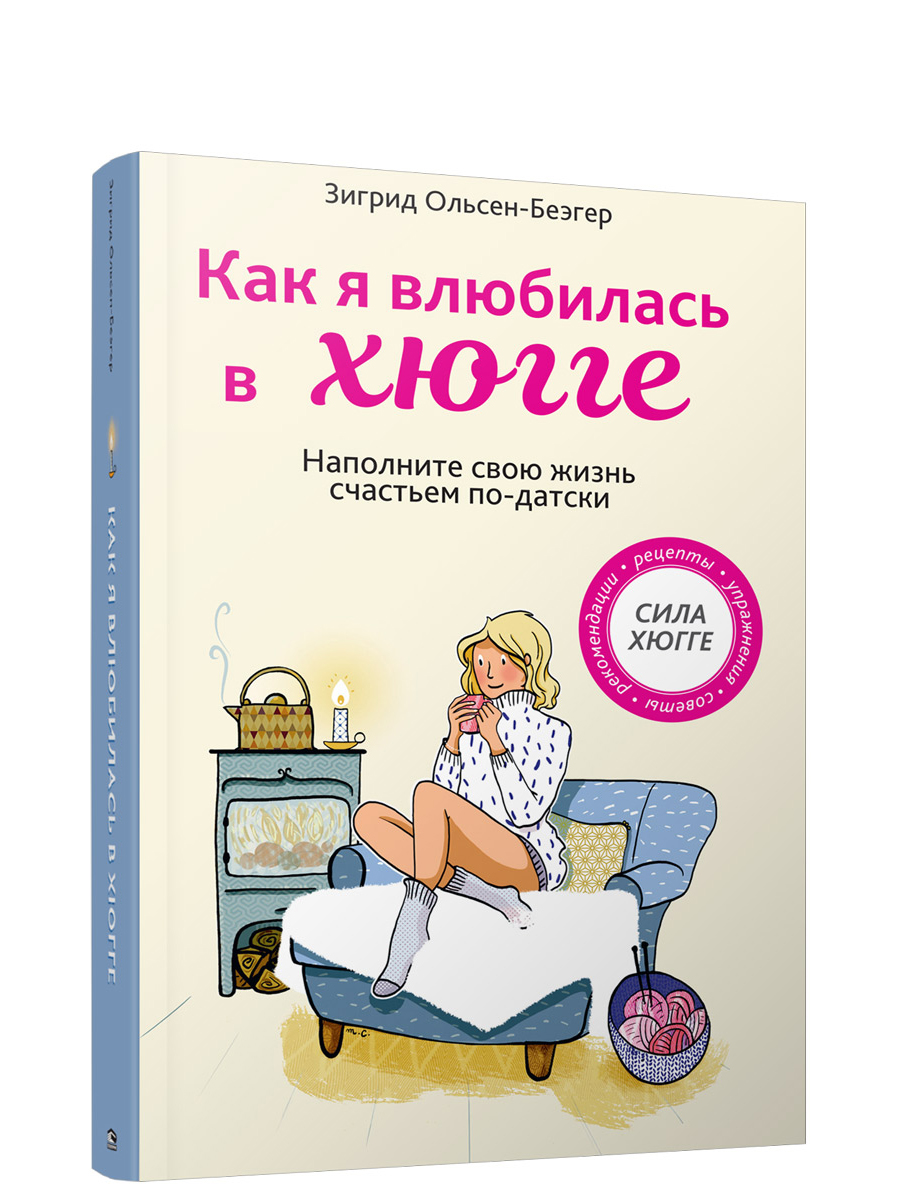 Зигрид Ольсен-Беэгер
Как я влюбилась
в хюгге
Наполните свою жизнь
счастьем по-датски
рекомендации • рецепты • упражнения • советы •
СИЛА
ХЮГГЕ
m.c.
Зигрид Ольсен-Беэгер
КАК Я ВЛЮБИЛАСЬ В ХЮГГЕ